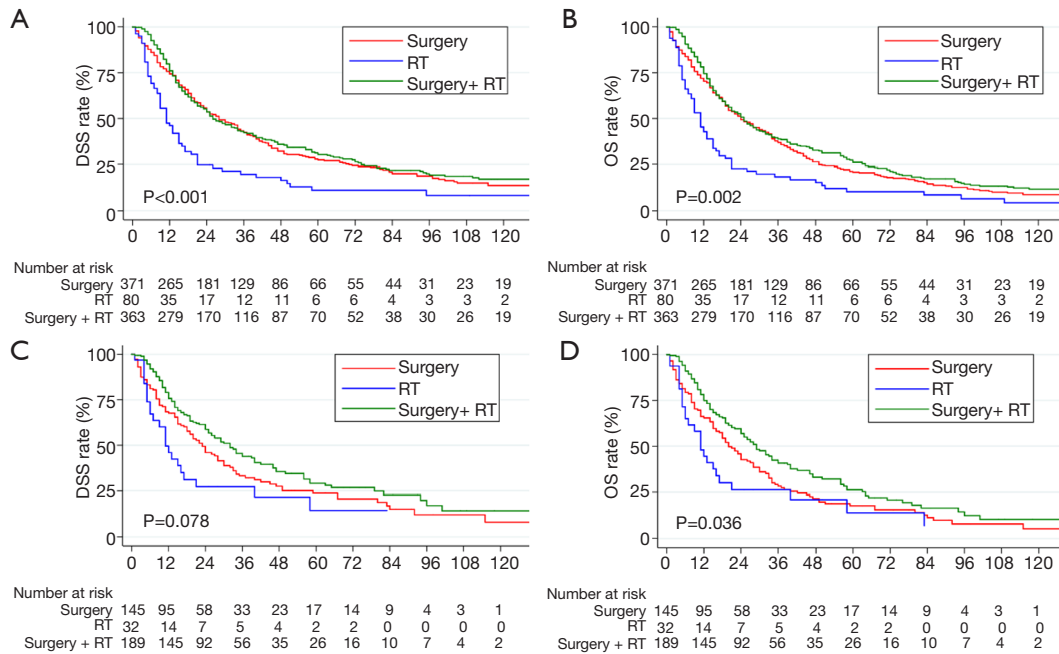 A
DSS rate (%)
100
75
50
25
0
Surgery
RT
Surgery+ RT
P<0.001
0 12 24 36 48 60 72 84 96 108 120
Number at risk
Surgery 371 265 181 129 86 66 55 44 31 23 19
RT 80 35 17 12 11 6 6 4 3 3 2
Surgery + RT 363 279 170 116 87 70 52 38 30 26 19
B
OS rate (%)
100
75
50
25
0
Surgery
RT
Surgery+ RT
P=0.002
0 12 24 36 48 60 72 84 96 108 120
Number at risk
Surgery 371 265 181 129 86 66 55 44 31 23 19
RT 80 35 17 12 11 6 6 4 3 3 2
Surgery + RT 363 279 170 116 87 70 52 38 30 26 19
C
DSS rate (%)
100
75
50
25
0
Surgery
RT
Surgery+ RT
P=0.078
0 12 24 36 48 60 72 84 96 108 120
Number at risk
Surgery 145 95 58 33 23 17 14 9 4 3 1
RT 32 14 7 5 4 2 2 0 0 0 0
Surgery + RT 189 145 92 56 35 26 16 10 7 4 2
D
OS rate (%)
100
75
50
25
0
Surgery
RT
Surgery+ RT
P=0.036
0 12 24 36 48 60 72 84 96 108 120
Number at risk
Surgery 145 95 58 33 23 17 14 9 4 3 1
RT 32 14 7 5 4 2 2 0 0 0 0
Surgery + RT 189 145 92 56 35 26 16 10 7 4 2